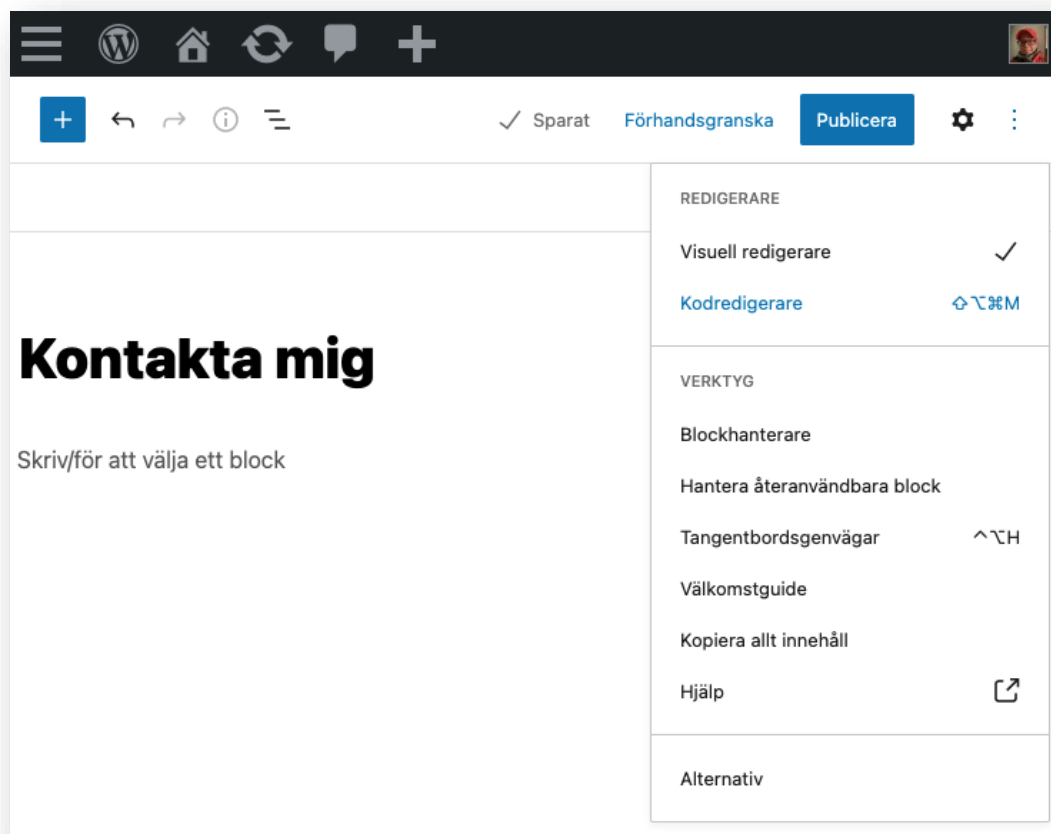 Sparat Förhandsgranska Publicera
REDIGERARE
Visuell redigerare
Kodredigerare ⇧⌥⌘M
Kontakta mig
Skriv/för att välja ett block
VERKTYG
Blockhanterare
Hantera återanvändbara block
Tangentbordsgenvägar ^⌥H
Välkomstguide
Kopiera allt innehåll
Hjälp
Alternativ